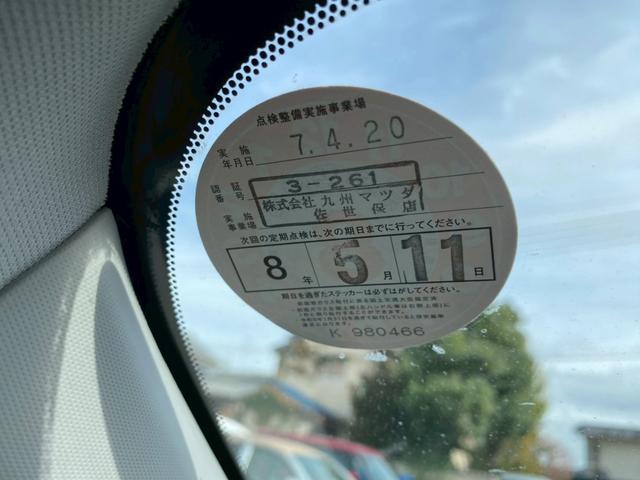 点検整備実施事業場
実施年月日 7.4.20
認証番号 3-261
実施事業場 株式会社九州マツダ
佐世保店
次回の定期点検は、次の期日までに行ってください。
8年 5月 11日
期日を過ぎたステッカーは必ずはがしてください。
K 980466